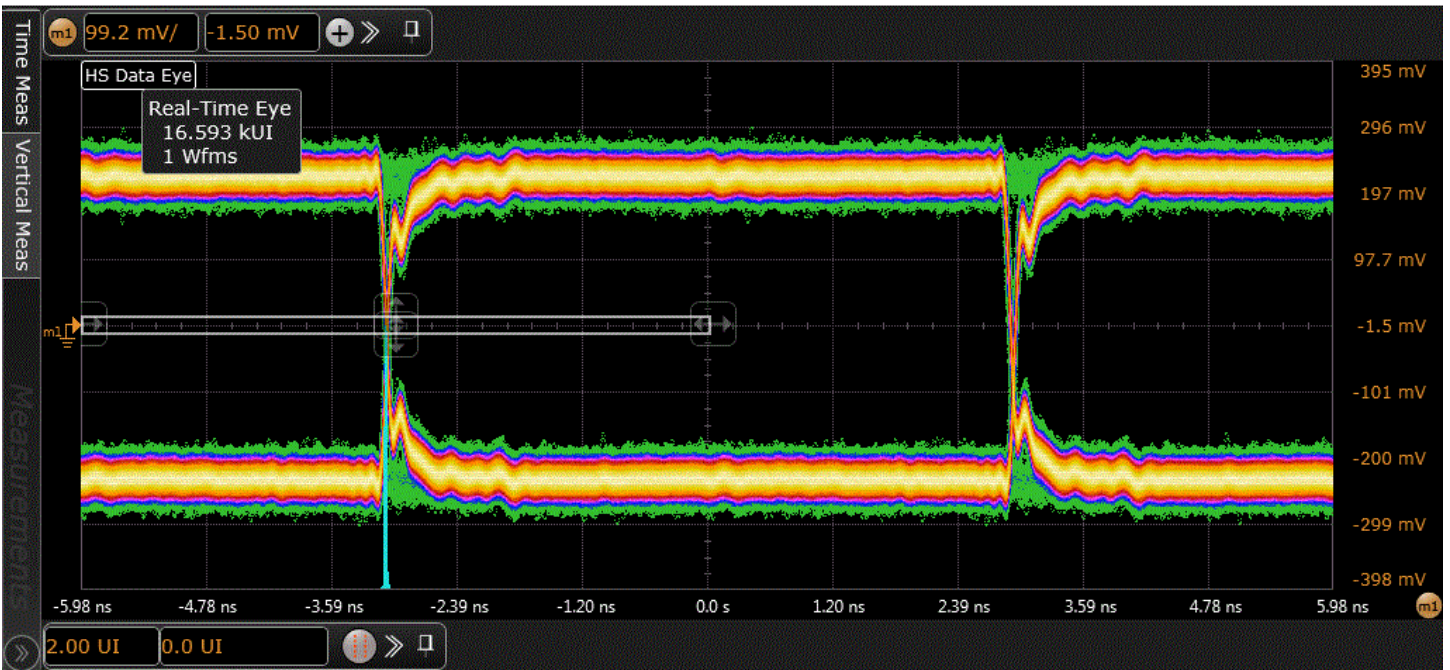 Time Meas
Vertical Meas
Measurements
m1 99.2 mV/ -1.50 mV
HS Data Eye
Real-Time Eye
16.593 kUI
1 Wfms
395 mV
296 mV
197 mV
97.7 mV
-1.5 mV
-101 mV
-200 mV
-299 mV
-398 mV
m1
-5.98 ns -4.78 ns -3.59 ns -2.39 ns -1.20 ns 0.0 s 1.20 ns 2.39 ns 3.59 ns 4.78 ns 5.98 ns m1
2.00 UI 0.0 UI